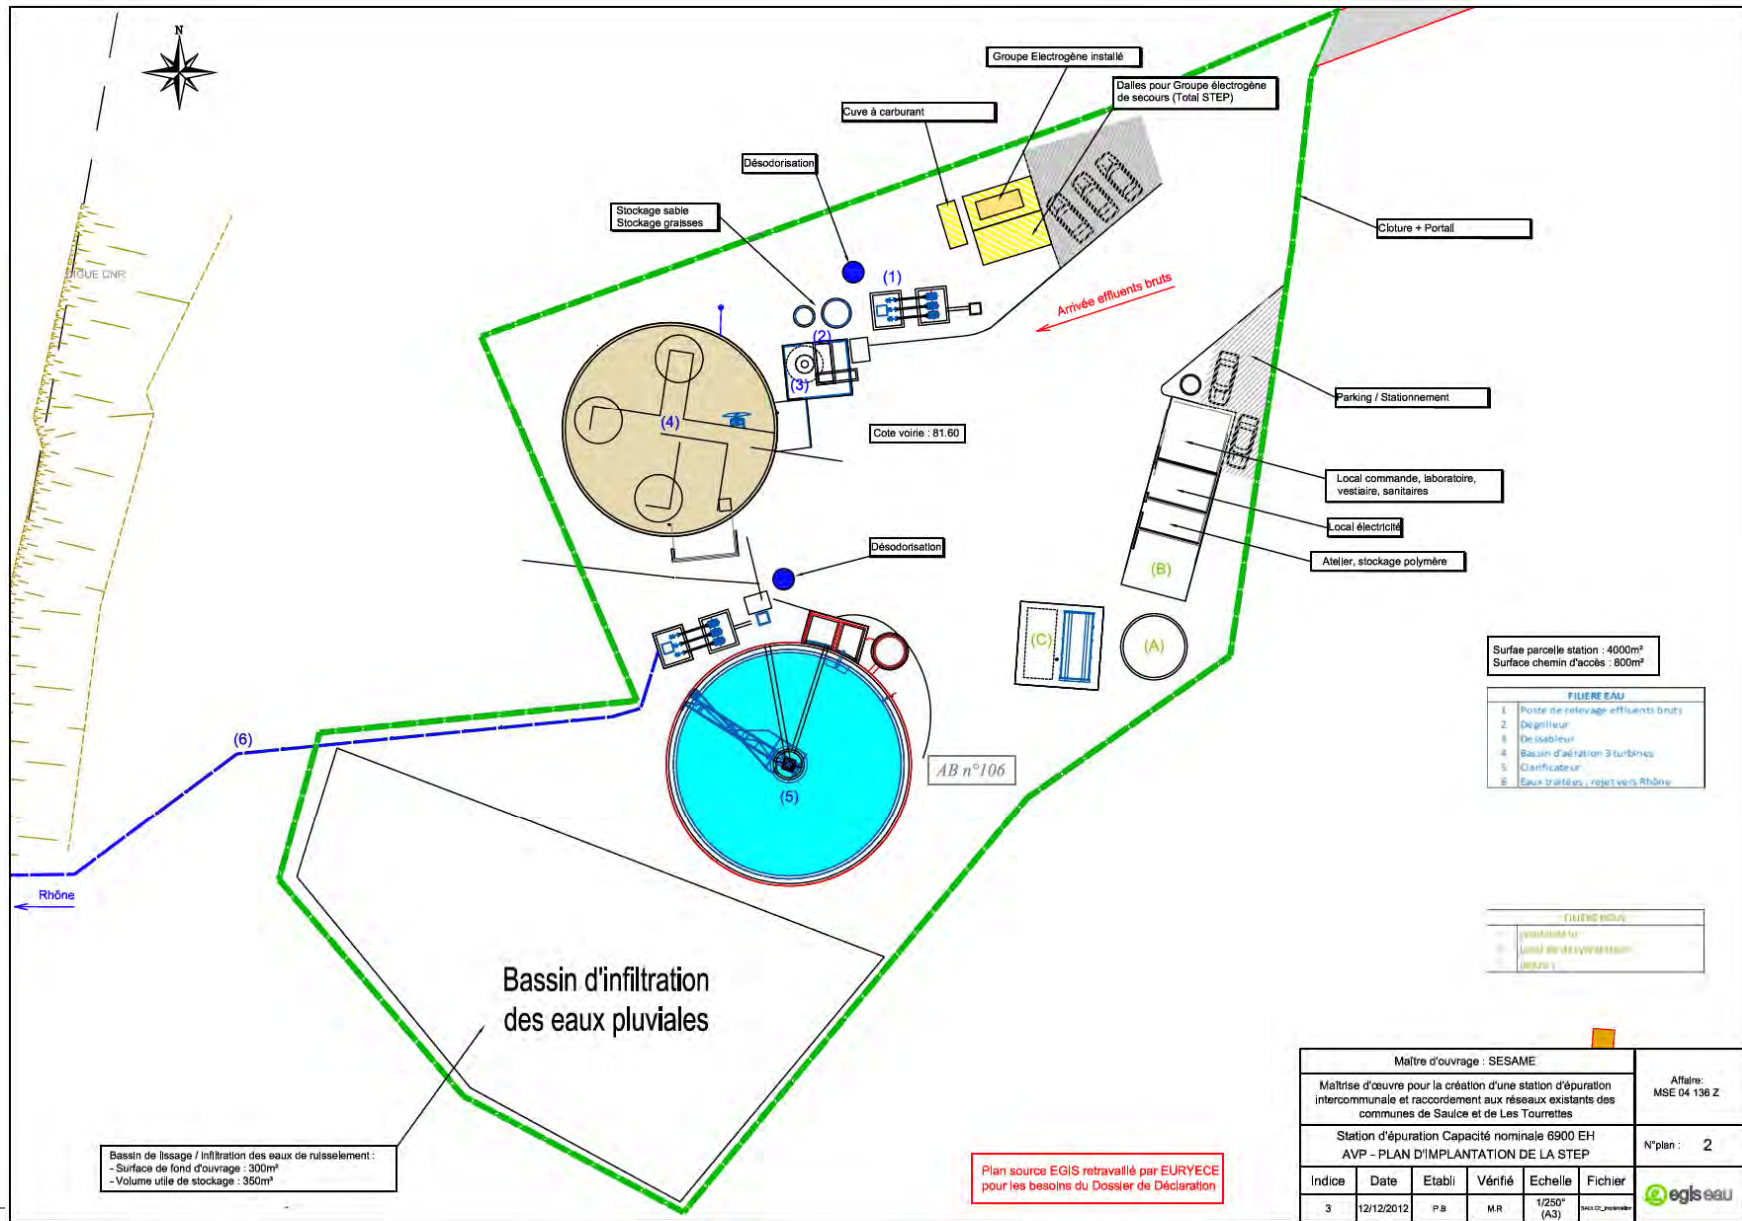 N
Groupe Electrogène installé
Dalles pour Groupe électrogène
de secours (Total STEP)
Cuve à carburant
Désodorisation
Stockage sable
Stockage graisses
DIGUE CNR
Cloture + Portail
Arrivée effluents bruts
(1)
(2)
(3)
(4)
Cote voirie : 81.60
Parking / Stationnement
Local commande, laboratoire,
vestiaire, sanitaires
Local électricité
Atelier, stockage polymère
Désodorisation
(B)
(C)
(A)
Surfae parcelle station : 4000m²
Surface chemin d'accès : 800m²
FILIERE EAU
1 Poste de relevage effluents bruts
2 Dégrilleur
3 Dessableur
4 Bassin d'aération 3 turbines
5 Clarificateur
6 Eaux traitées ; rejet vers Rhône
(6)
AB n°106
(5)
Rhône
Bassin d'infiltration
des eaux pluviales
Bassin de lissage / infiltration des eaux de ruisselement :
- Surface de fond d'ouvrage : 300m²
- Volume utile de stockage : 350m³
Plan source EGIS retravaillé par EURYECE
pour les besoins du Dossier de Déclaration
Maître d'ouvrage : SESAME
Maîtrise d'œuvre pour la création d'une station d'épuration
intercommunale et raccordement aux réseaux existants des
communes de Saulce et de Les Tourrettes
Affaire:
MSE 04 136 Z
Station d'épuration Capacité nominale 6900 EH
AVP - PLAN D'IMPLANTATION DE LA STEP
N°plan : 2
Indice Date Etabli Vérifié Echelle Fichier
3 12/12/2012 P.B M.R 1/250°
(A3)
egis eau